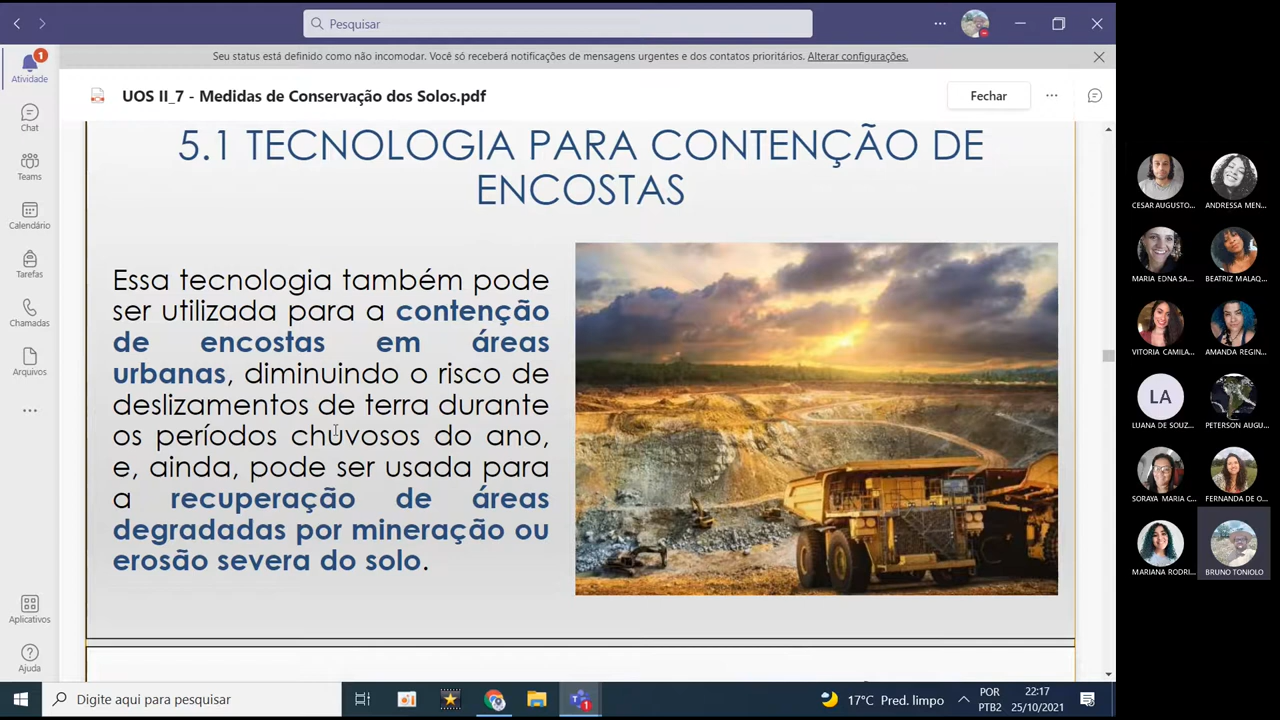 Pesquisar
Seu status está definido como não incomodar. Você só receberá notificações de mensagens urgentes e dos contatos prioritários. Alterar configurações.
1
Atividade
Chat
Teams
Calendário
Tarefas
Chamadas
Arquivos
Aplicativos
Ajuda
UOS II_7 - Medidas de Conservação dos Solos.pdf
Fechar
5.1 TECNOLOGIA PARA CONTENÇÃO DE
ENCOSTAS
Essa tecnologia também pode
ser utilizada para a contenção
de encostas em áreas
urbanas, diminuindo o risco de
deslizamentos de terra durante
os períodos chuvosos do ano,
e, ainda, pode ser usada para
a recuperação de áreas
degradadas por mineração ou
erosão severa do solo.
CESAR AUGUSTO...
ANDRESSA MEN...
MARIA EDNA SA...
BEATRIZ MALAQ...
VITORIA CAMILA...
AMANDA REGIN...
LA
LUANA DE SOUZ...
PETERSON AUGU...
SORAYA MARIA C...
FERNANDA DE O...
MARIANA RODRI...
BRUNO TONIOLO
Digite aqui para pesquisar
1
17°C Pred. limpo
POR
PTB2
22:17
25/10/2021